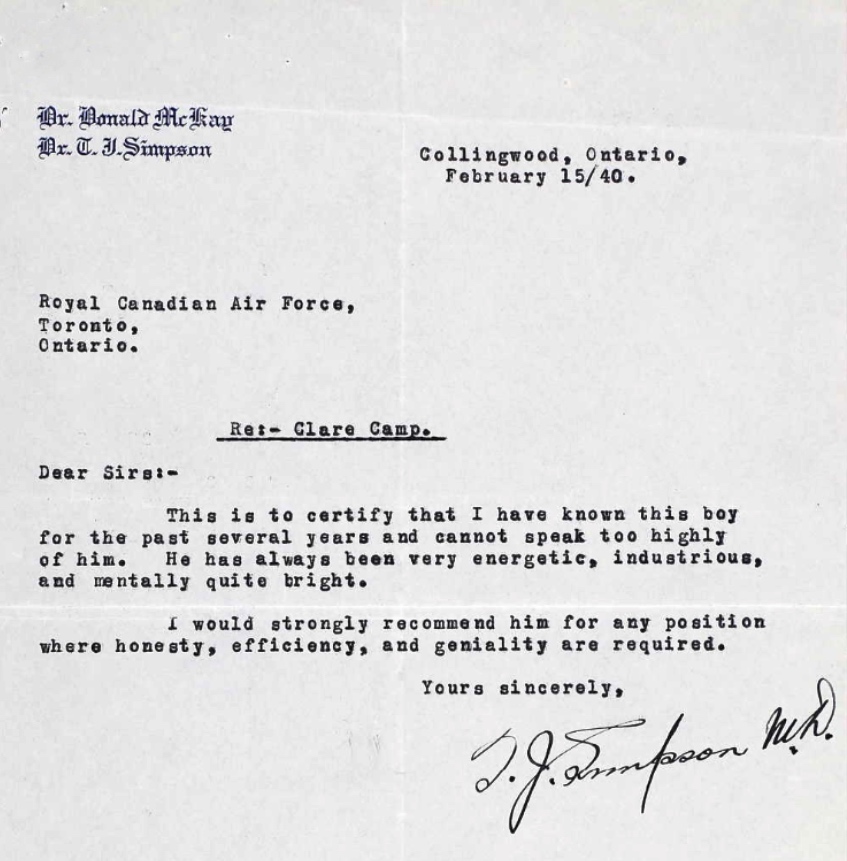 Dr. Donald McKay
Dr. T. J. Simpson
Collingwood, Ontario,
February 15/40.
Royal Canadian Air Force,
Toronto,
Ontario.
Re:- Clare Camp.
Dear Sirs:-
This is to certify that I have known this boy
for the past several years and cannot speak too highly
of him. He has always been very energetic, industrious,
and mentally quite bright.
I would strongly recommend him for any position
where honesty, efficiency, and geniality are required.
Yours sincerely,
T. J. Simpson M.D.